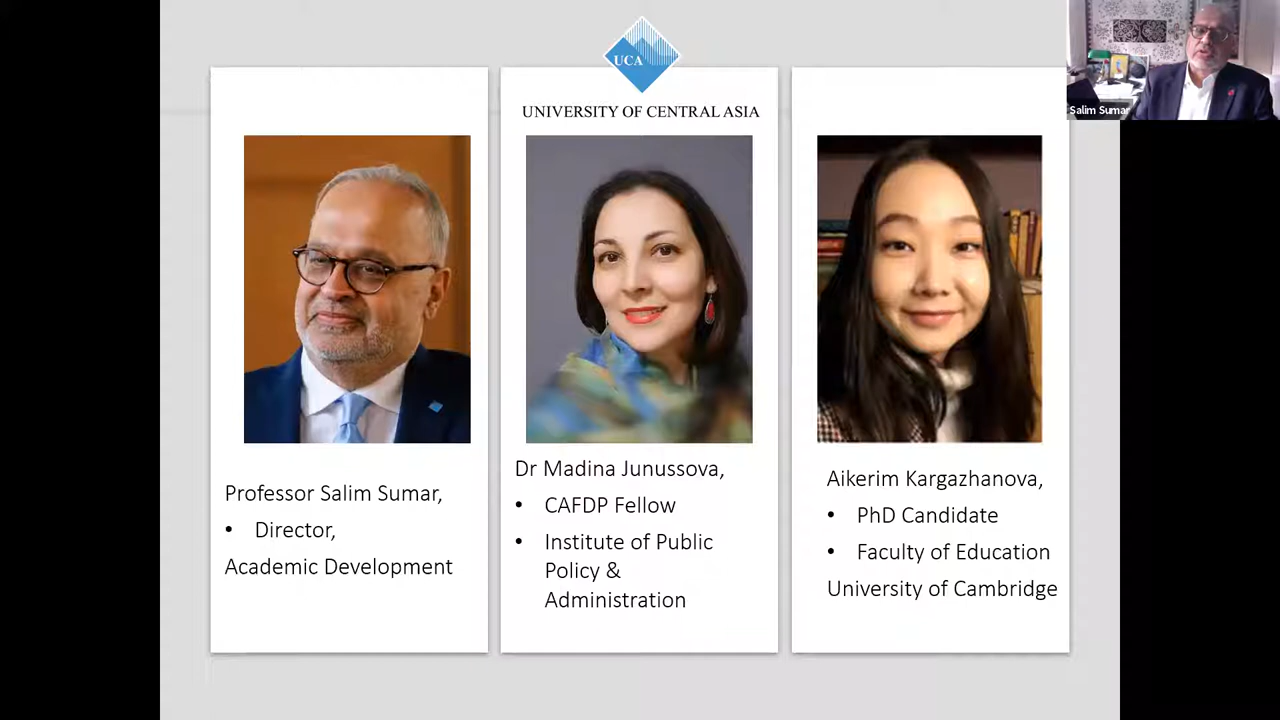 UCA
UNIVERSITY OF CENTRAL ASIA
Salim Sumar
Professor Salim Sumar,
• Director,
Academic Development
Dr Madina Junussova,
• CAFDP Fellow
• Institute of Public
Policy &
Administration
Aikerim Kargazhanova,
• PhD Candidate
• Faculty of Education
University of Cambridge